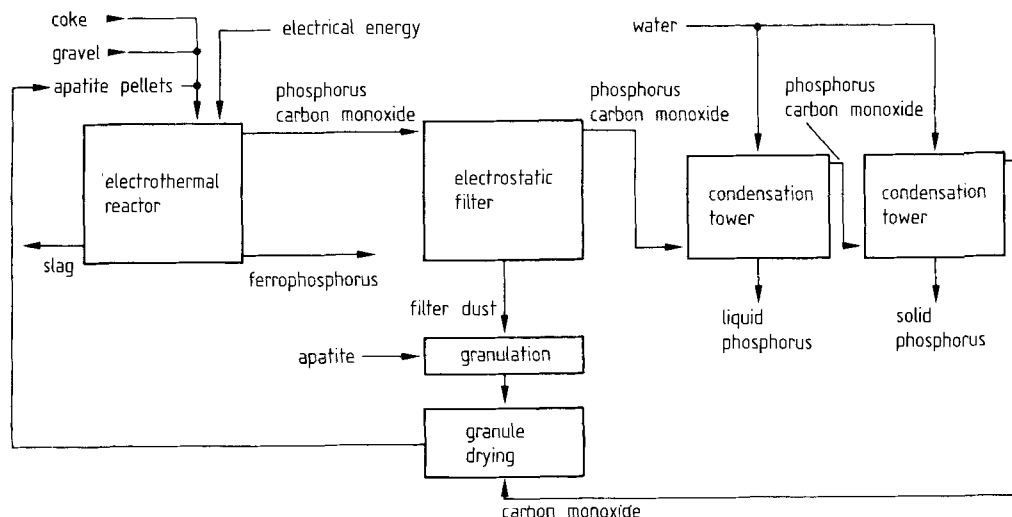 coke
gravel
apatite pellets
electrical energy
water
phosphorus
carbon monoxide
phosphorus
carbon monoxide
phosphorus
carbon monoxide
electrothermal
reactor
electrostatic
filter
condensation
tower
condensation
tower
slag
ferrophosphorus
filter dust
liquid
phosphorus
solid
phosphorus
apatite
granulation
granule
drying
carbon monoxide